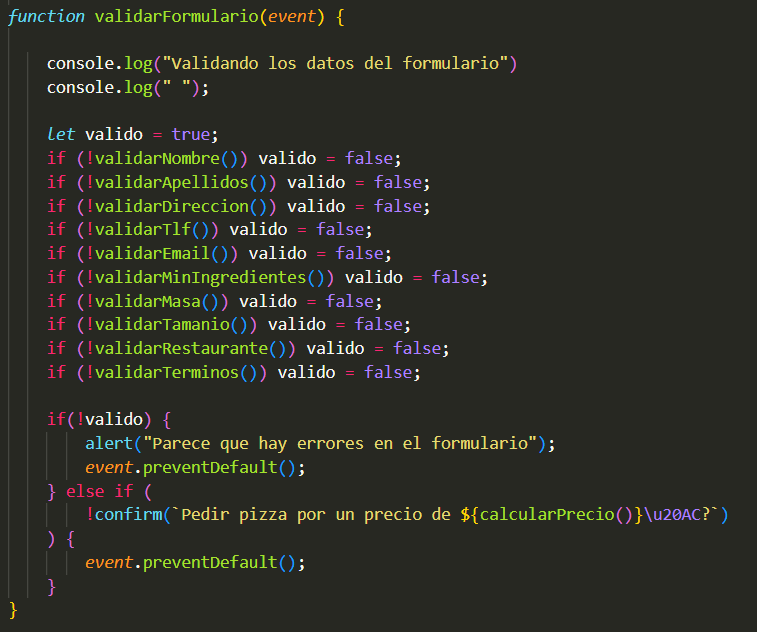 function validarFormulario(event) {
console.log("Validando los datos del formulario")
console.log(" ");
let valido = true;
if (!validarNombre()) valido = false;
if (!validarApellidos()) valido = false;
if (!validarDireccion()) valido = false;
if (!validarTlf()) valido = false;
if (!validarEmail()) valido = false;
if (!validarMinIngredientes()) valido = false;
if (!validarMasa()) valido = false;
if (!validarTamanio()) valido = false;
if (!validarRestaurante()) valido = false;
if (!validarTerminos()) valido = false;
if(!valido) {
alert("Parece que hay errores en el formulario");
event.preventDefault();
} else if (
!confirm(`Pedir pizza por un precio de ${calcularPrecio()}\u20AC?`)
) {
event.preventDefault();
}
}